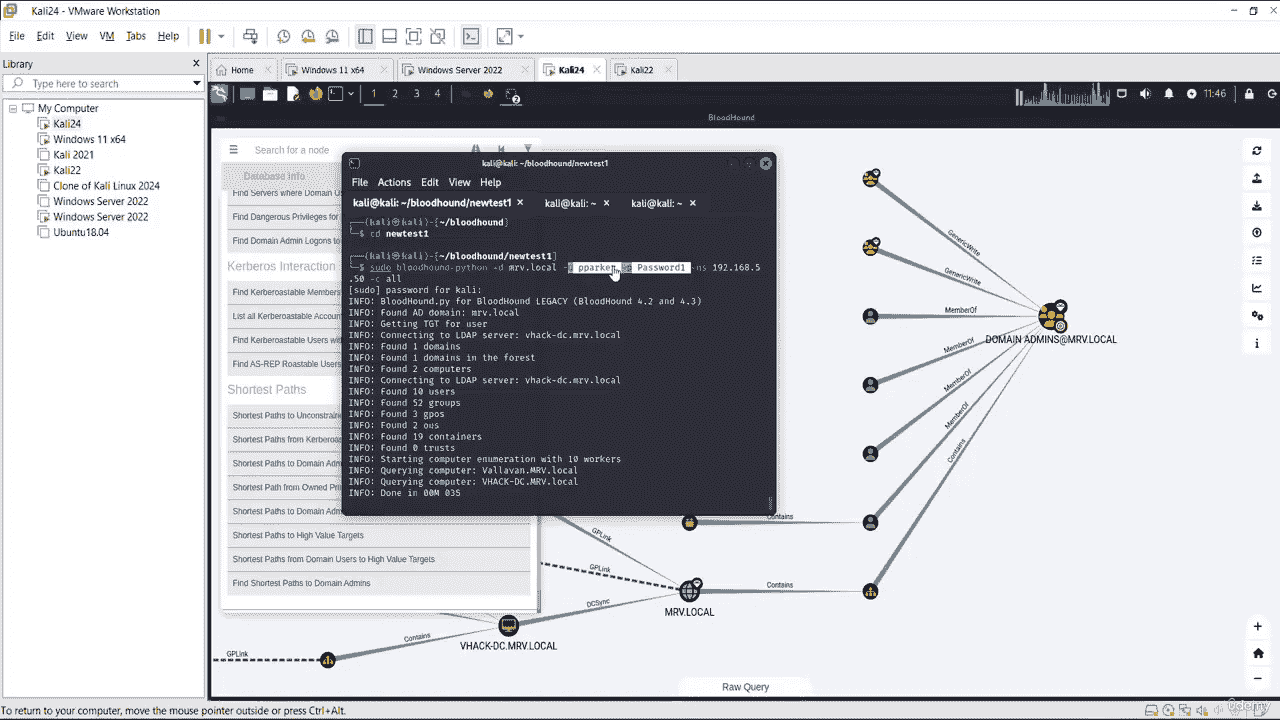 Kali24 - VMware Workstation
File Edit View VM Tabs Help
Library
Type here to search
My Computer
Kali24
Windows 11 x64
Kali 2021
Kali22
Clone of Kali Linux 2024
Windows Server 2022
Windows Server 2022
Ubuntu18.04
Home Windows 11 x64 Windows Server 2022 Kali24 Kali22
1 2 3 4
11:46
BloodHound
Search for a node
Database Info
Find Servers where Domain U
Find Dangerous Privileges for
Find Domain Admin Logons to
Kerberos Interaction
List all Kerberoastable Accoun
Find Kerberoastable Users wit
Find AS-REP Roastable Users
Shortest Paths
Shortest Paths to Unconstrain
Shortest Paths from Kerberoas
Shortest Paths to Domain Adm
Shortest Path from Owned Pri
Shortest Paths to Domain Adm
Shortest Paths to High Value Targets
Shortest Paths from Domain Users to High Value Targets
Find Shortest Paths to Domain Admins
kali@kali: ~/bloodhound/newtest1
File Actions Edit View Help
kali@kali: ~/bloodhound/newtest1 kali@kali: ~ kali@kali: ~
(kali㉿kali)-[~/bloodhound]
$ cd newtest1
(kali㉿kali)-[~/bloodhound/newtest1]
$ sudo bloodhound-python -d mrv.local pparker Password1 -ns 192.168.5
.50 -c all
[sudo] password for kali:
INFO: BloodHound.py for BloodHound LEGACY (BloodHound 4.2 and 4.3)
INFO: Found AD domain: mrv.local
INFO: Getting TGT for user
INFO: Connecting to LDAP server: vhack-dc.mrv.local
INFO: Found 1 domains
INFO: Found 1 domains in the forest
INFO: Found 2 computers
INFO: Connecting to LDAP server: vhack-dc.mrv.local
INFO: Found 10 users
INFO: Found 52 groups
INFO: Found 3 gpos
INFO: Found 2 ous
INFO: Found 19 containers
INFO: Found 0 trusts
INFO: Starting computer enumeration with 10 workers
INFO: Querying computer: Vallavan.MRV.local
INFO: Querying computer: VHACK-DC.MRV.local
INFO: Done in 00M 03S
GenericWrite
GenericWrite
MemberOf
DOMAIN ADMINS@MRV.LOCAL
MemberOf
MemberOf
MemberOf
Contains
Contains
GPLink
GPLink
Contains
MRV.LOCAL
DCSync
VHACK-DC.MRV.LOCAL
Contains
GPLink
Raw Query
To return to your computer, move the mouse pointer outside or press Ctrl+Alt.
udemy